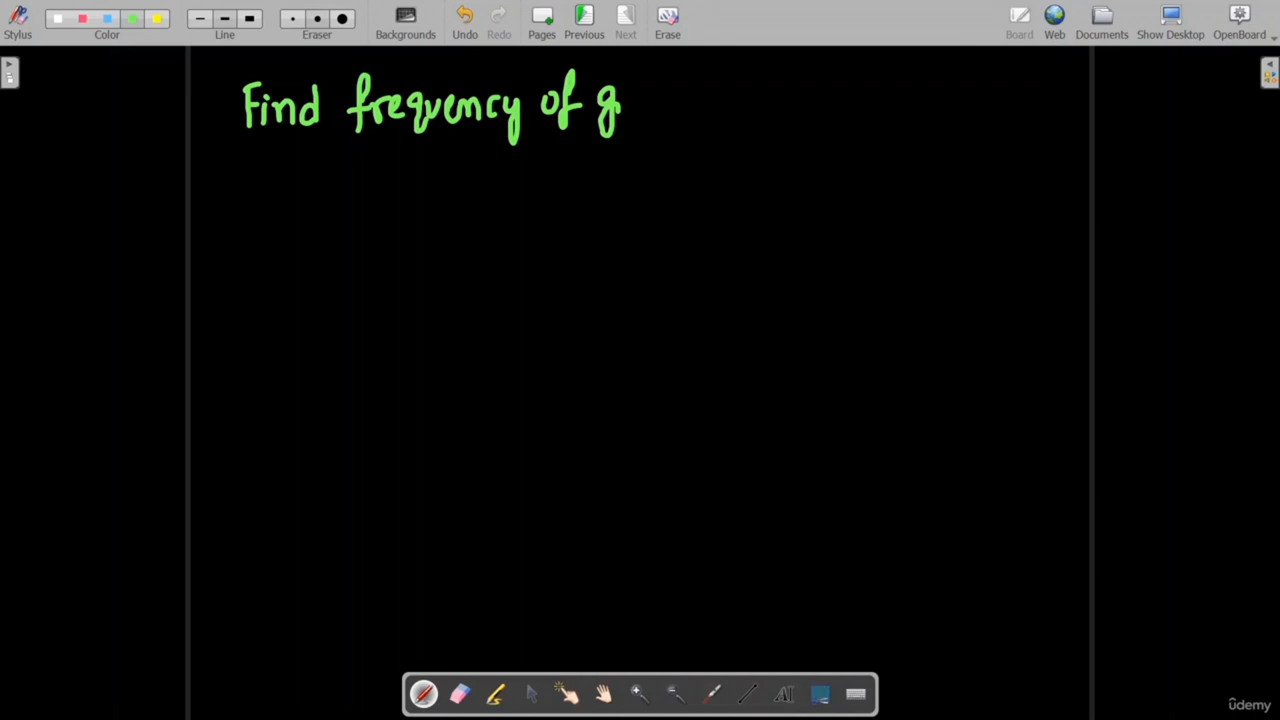 Stylus Color Line Eraser Backgrounds Undo Redo Pages Previous Next Erase Board Web Documents Show Desktop OpenBoard
Find frequency of g
AI
ûdemy